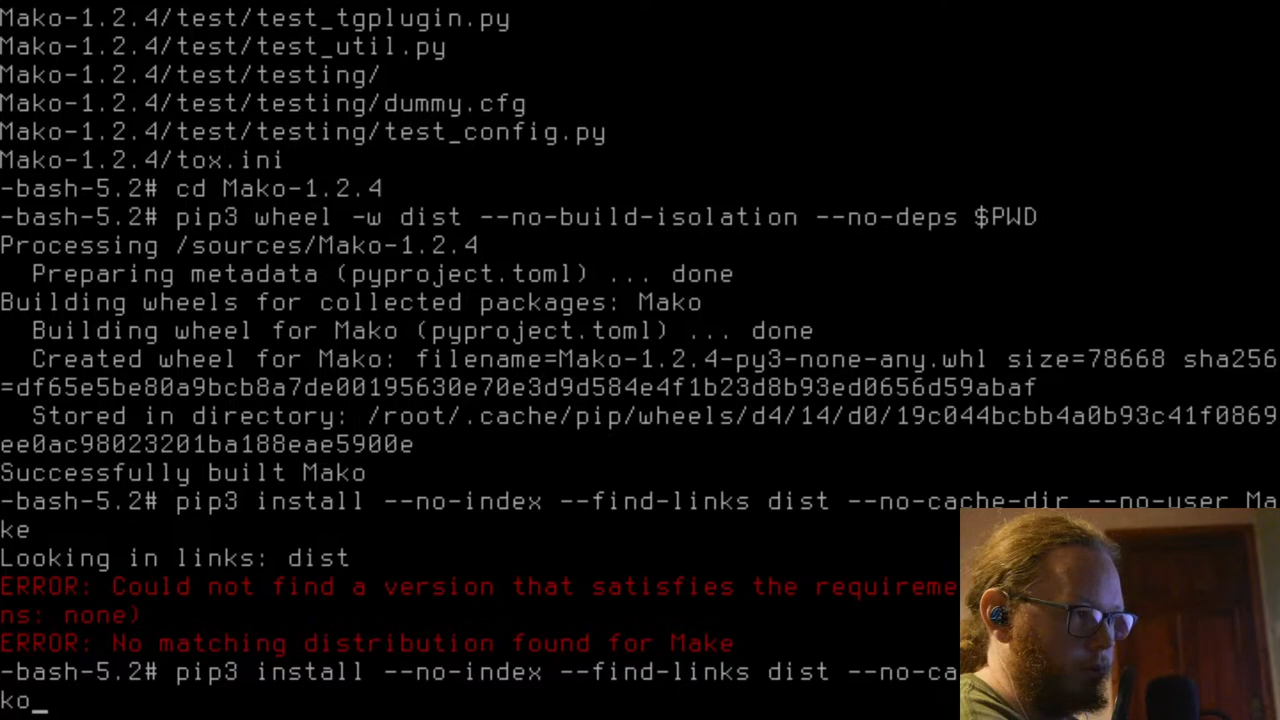 Mako-1.2.4/test/test_tgplugin.py
Mako-1.2.4/test/test_util.py
Mako-1.2.4/test/testing/
Mako-1.2.4/test/testing/dummy.cfg
Mako-1.2.4/test/testing/test_config.py
Mako-1.2.4/tox.ini
-bash-5.2# cd Mako-1.2.4
-bash-5.2# pip3 wheel -w dist --no-build-isolation --no-deps $PWD
Processing /sources/Mako-1.2.4
  Preparing metadata (pyproject.toml) ... done
Building wheels for collected packages: Mako
  Building wheel for Mako (pyproject.toml) ... done
  Created wheel for Mako: filename=Mako-1.2.4-py3-none-any.whl size=78668 sha256
=df65e5be80a9bcb8a7de00195630e70e3d9d584e4f1b23d8b93ed0656d59abaf
  Stored in directory: /root/.cache/pip/wheels/d4/14/d0/19c044bcbb4a0b93c41f0869
ee0ac98023201ba188eae5900e
Successfully built Mako
-bash-5.2# pip3 install --no-index --find-links dist --no-cache-dir --no-user Ma
ke
Looking in links: dist
ERROR: Could not find a version that satisfies the requireme
ns: none)
ERROR: No matching distribution found for Make
-bash-5.2# pip3 install --no-index --find-links dist --no-ca
ko_